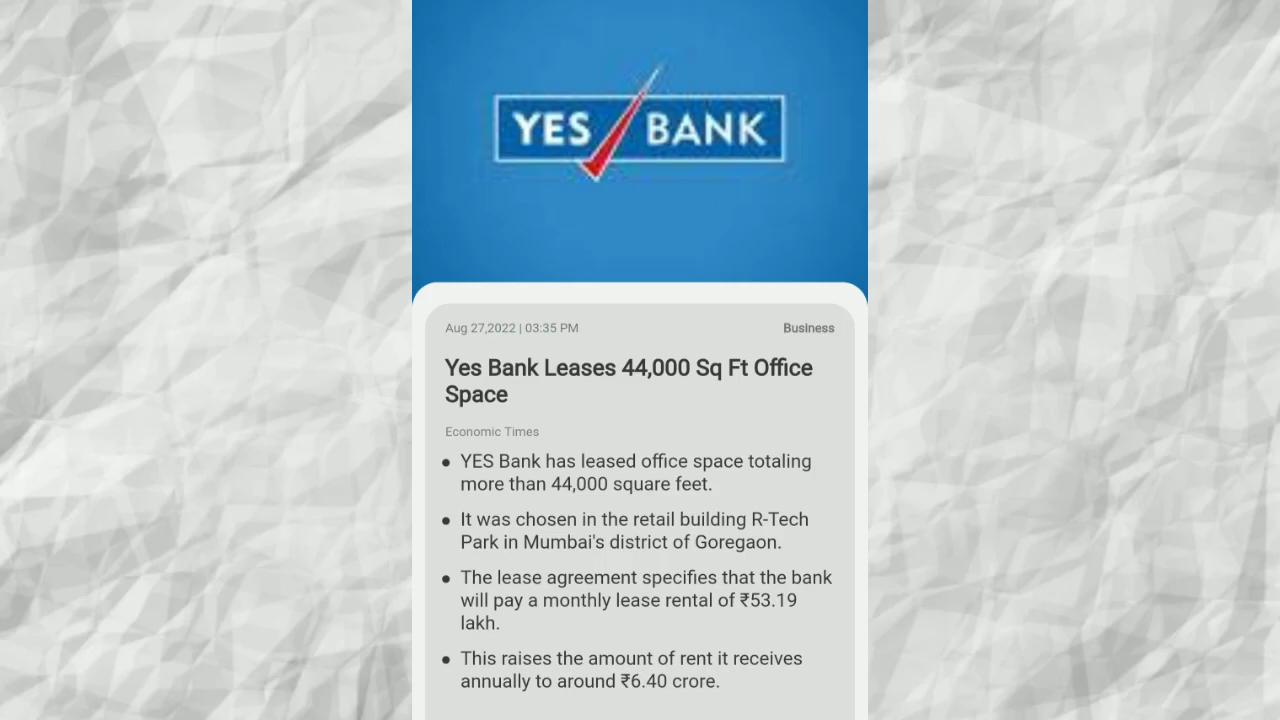 YES BANK
Aug 27,2022 | 03:35 PM
Business
Yes Bank Leases 44,000 Sq Ft Office
Space
Economic Times
• YES Bank has leased office space totaling
more than 44,000 square feet.
• It was chosen in the retail building R-Tech
Park in Mumbai's district of Goregaon.
• The lease agreement specifies that the bank
will pay a monthly lease rental of ₹53.19
lakh.
• This raises the amount of rent it receives
annually to around ₹6.40 crore.